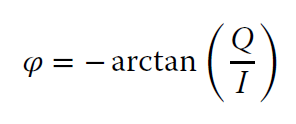 φ = − arctan (Q/I)